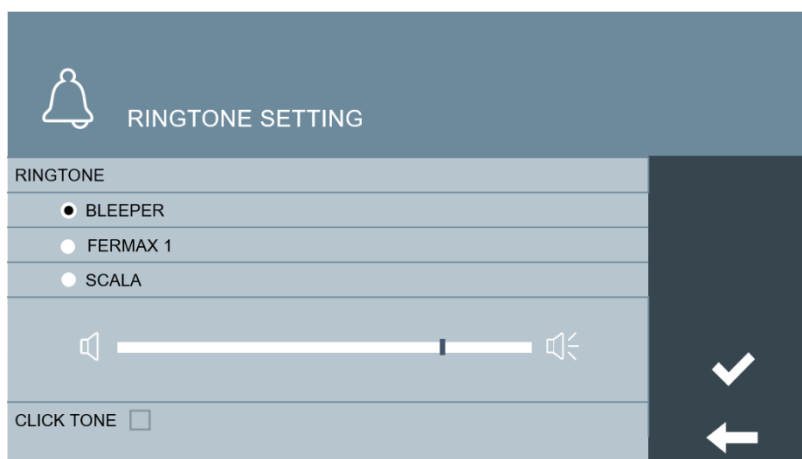 RINGTONE SETTING
RINGTONE
BLEEPER
FERMAX 1
SCALA
CLICK TONE